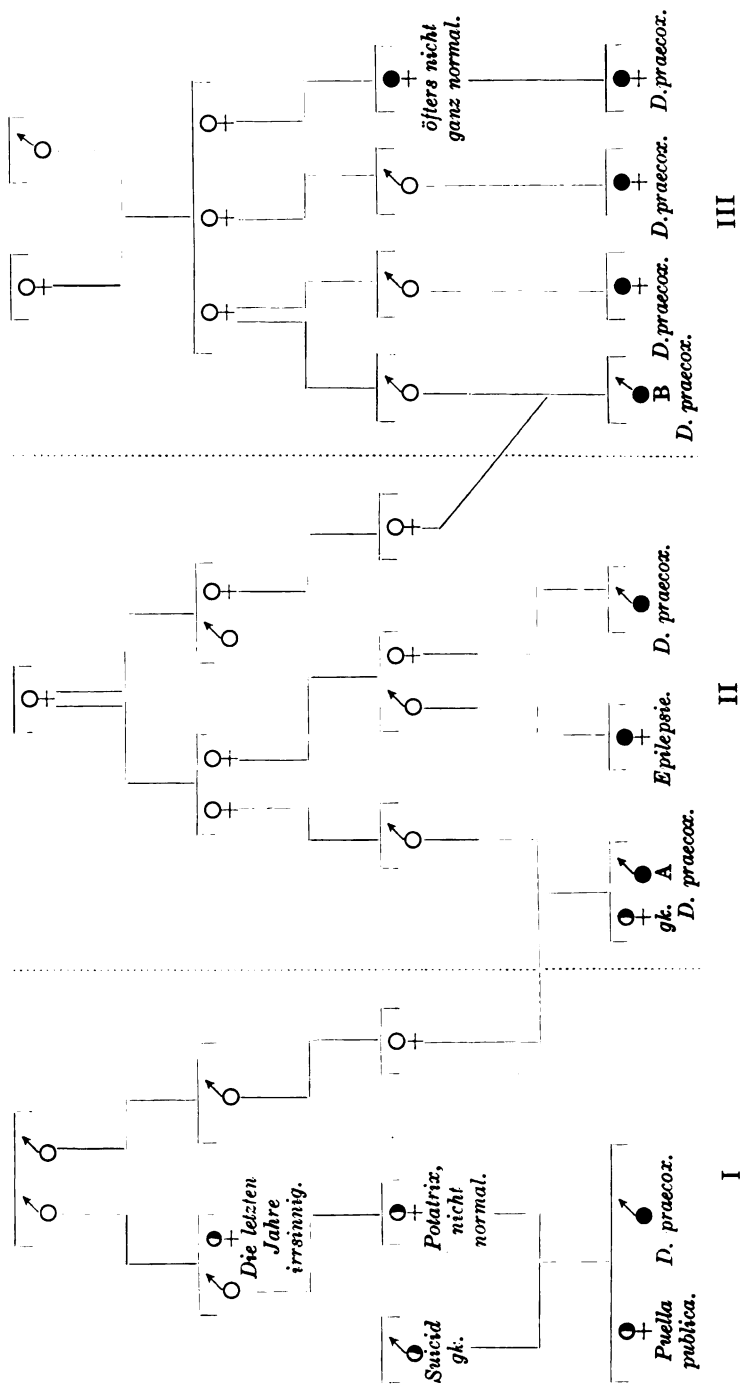 Die letzten
Jahre
irrsinnig.
Suicid
gk.
Potatrix,
nicht
normal.
öfters nicht
ganz normal.
Puella
publica.
D. praecox.
gk.
A
D. praecox.
Epilepsie.
D. praecox.
B
D. praecox.
D. praecox.
D. praecox.
D. praecox.
I
II
III